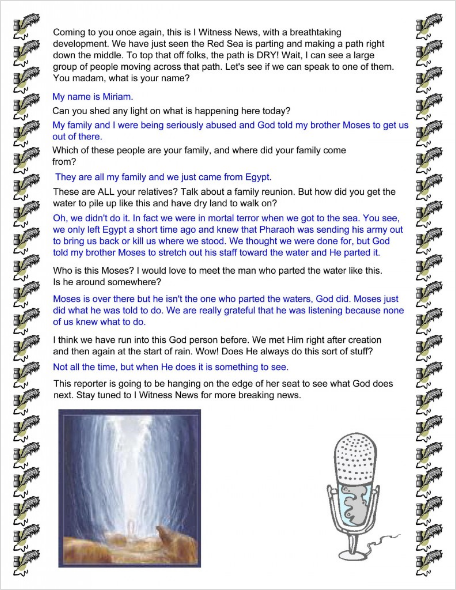 Coming to you once again, this is I Witness News, with a breathtaking
development. We have just seen the Red Sea is parting and making a path right
down the middle. To top that off folks, the path is DRY! Wait, I can see a large
group of people moving across that path. Let's see if we can speak to one of them.
You madam, what is your name?
My name is Miriam.
Can you shed any light on what is happening here today?
My family and I were being seriously abused and God told my brother Moses to get us
out of there.
Which of these people are your family, and where did your family come
from?
They are all my family and we just came from Egypt.
These are ALL your relatives? Talk about a family reunion. But how did you get the
water to pile up like this and have dry land to walk on?
Oh, we didn't do it. In fact we were in mortal terror when we got to the sea. You see,
we only left Egypt a short time ago and knew that Pharaoh was sending his army out
to bring us back or kill us where we stood. We thought we were done for, but God
told my brother Moses to stretch out his staff toward the water and He parted it.
Who is this Moses? I would love to meet the man who parted the water like this.
Is he around somewhere?
Moses is over there but he isn't the one who parted the waters, God did. Moses just
did what he was told to do. We are really grateful that he was listening because none
of us knew what to do.
I think we have run into this God person before. We met Him right after creation
and then again at the start of rain. Wow! Does He always do this sort of stuff?
Not all the time, but when He does it is something to see.
This reporter is going to be hanging on the edge of her seat to see what God does
next. Stay tuned to I Witness News for more breaking news.